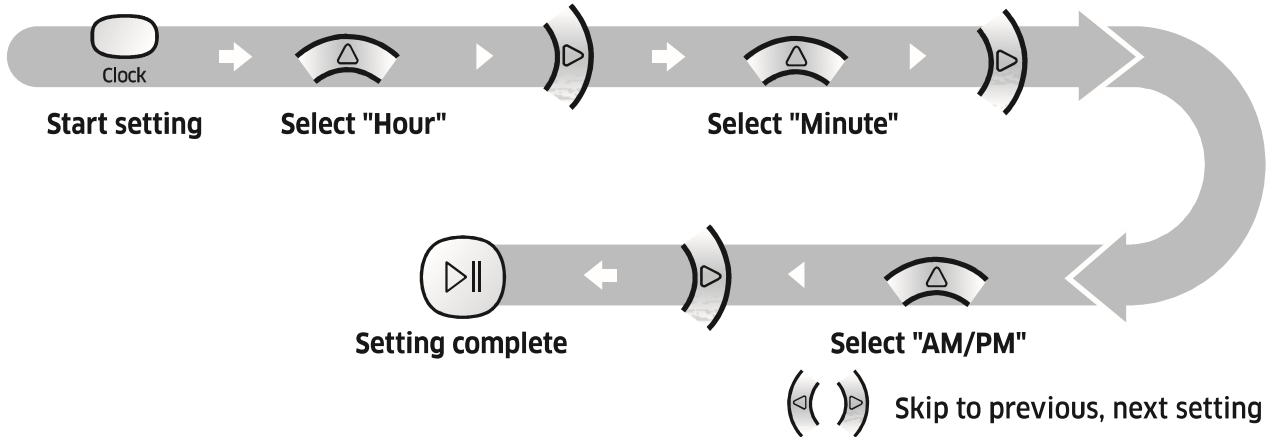 Clock
Start setting
Select "Hour"
Select "Minute"
Setting complete
Select "AM/PM"
Skip to previous, next setting